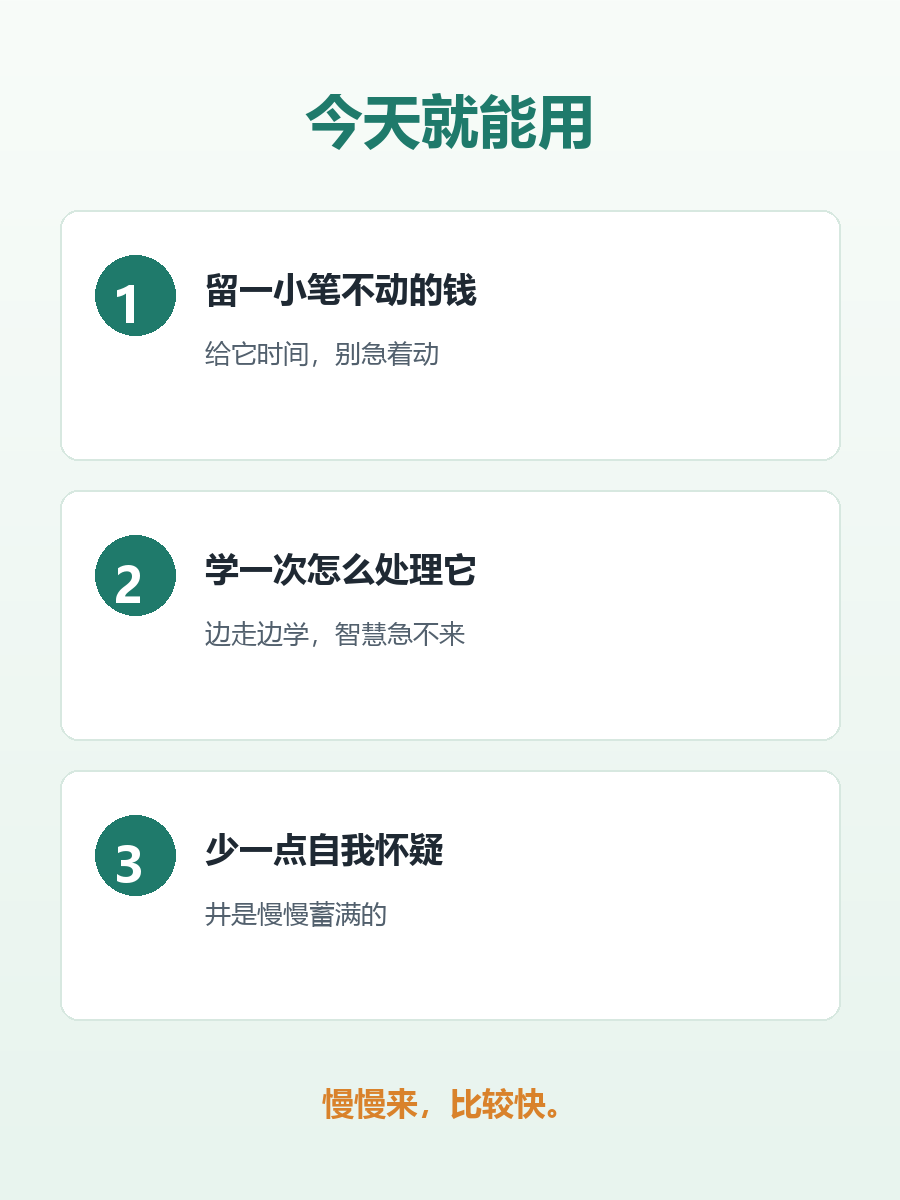 今天就能用
1
留一小笔不动的钱
给它时间，别急着动
2
学一次怎么处理它
边走边学，智慧急不来
3
少一点自我怀疑
井是慢慢蓄满的
慢慢来，比较快。